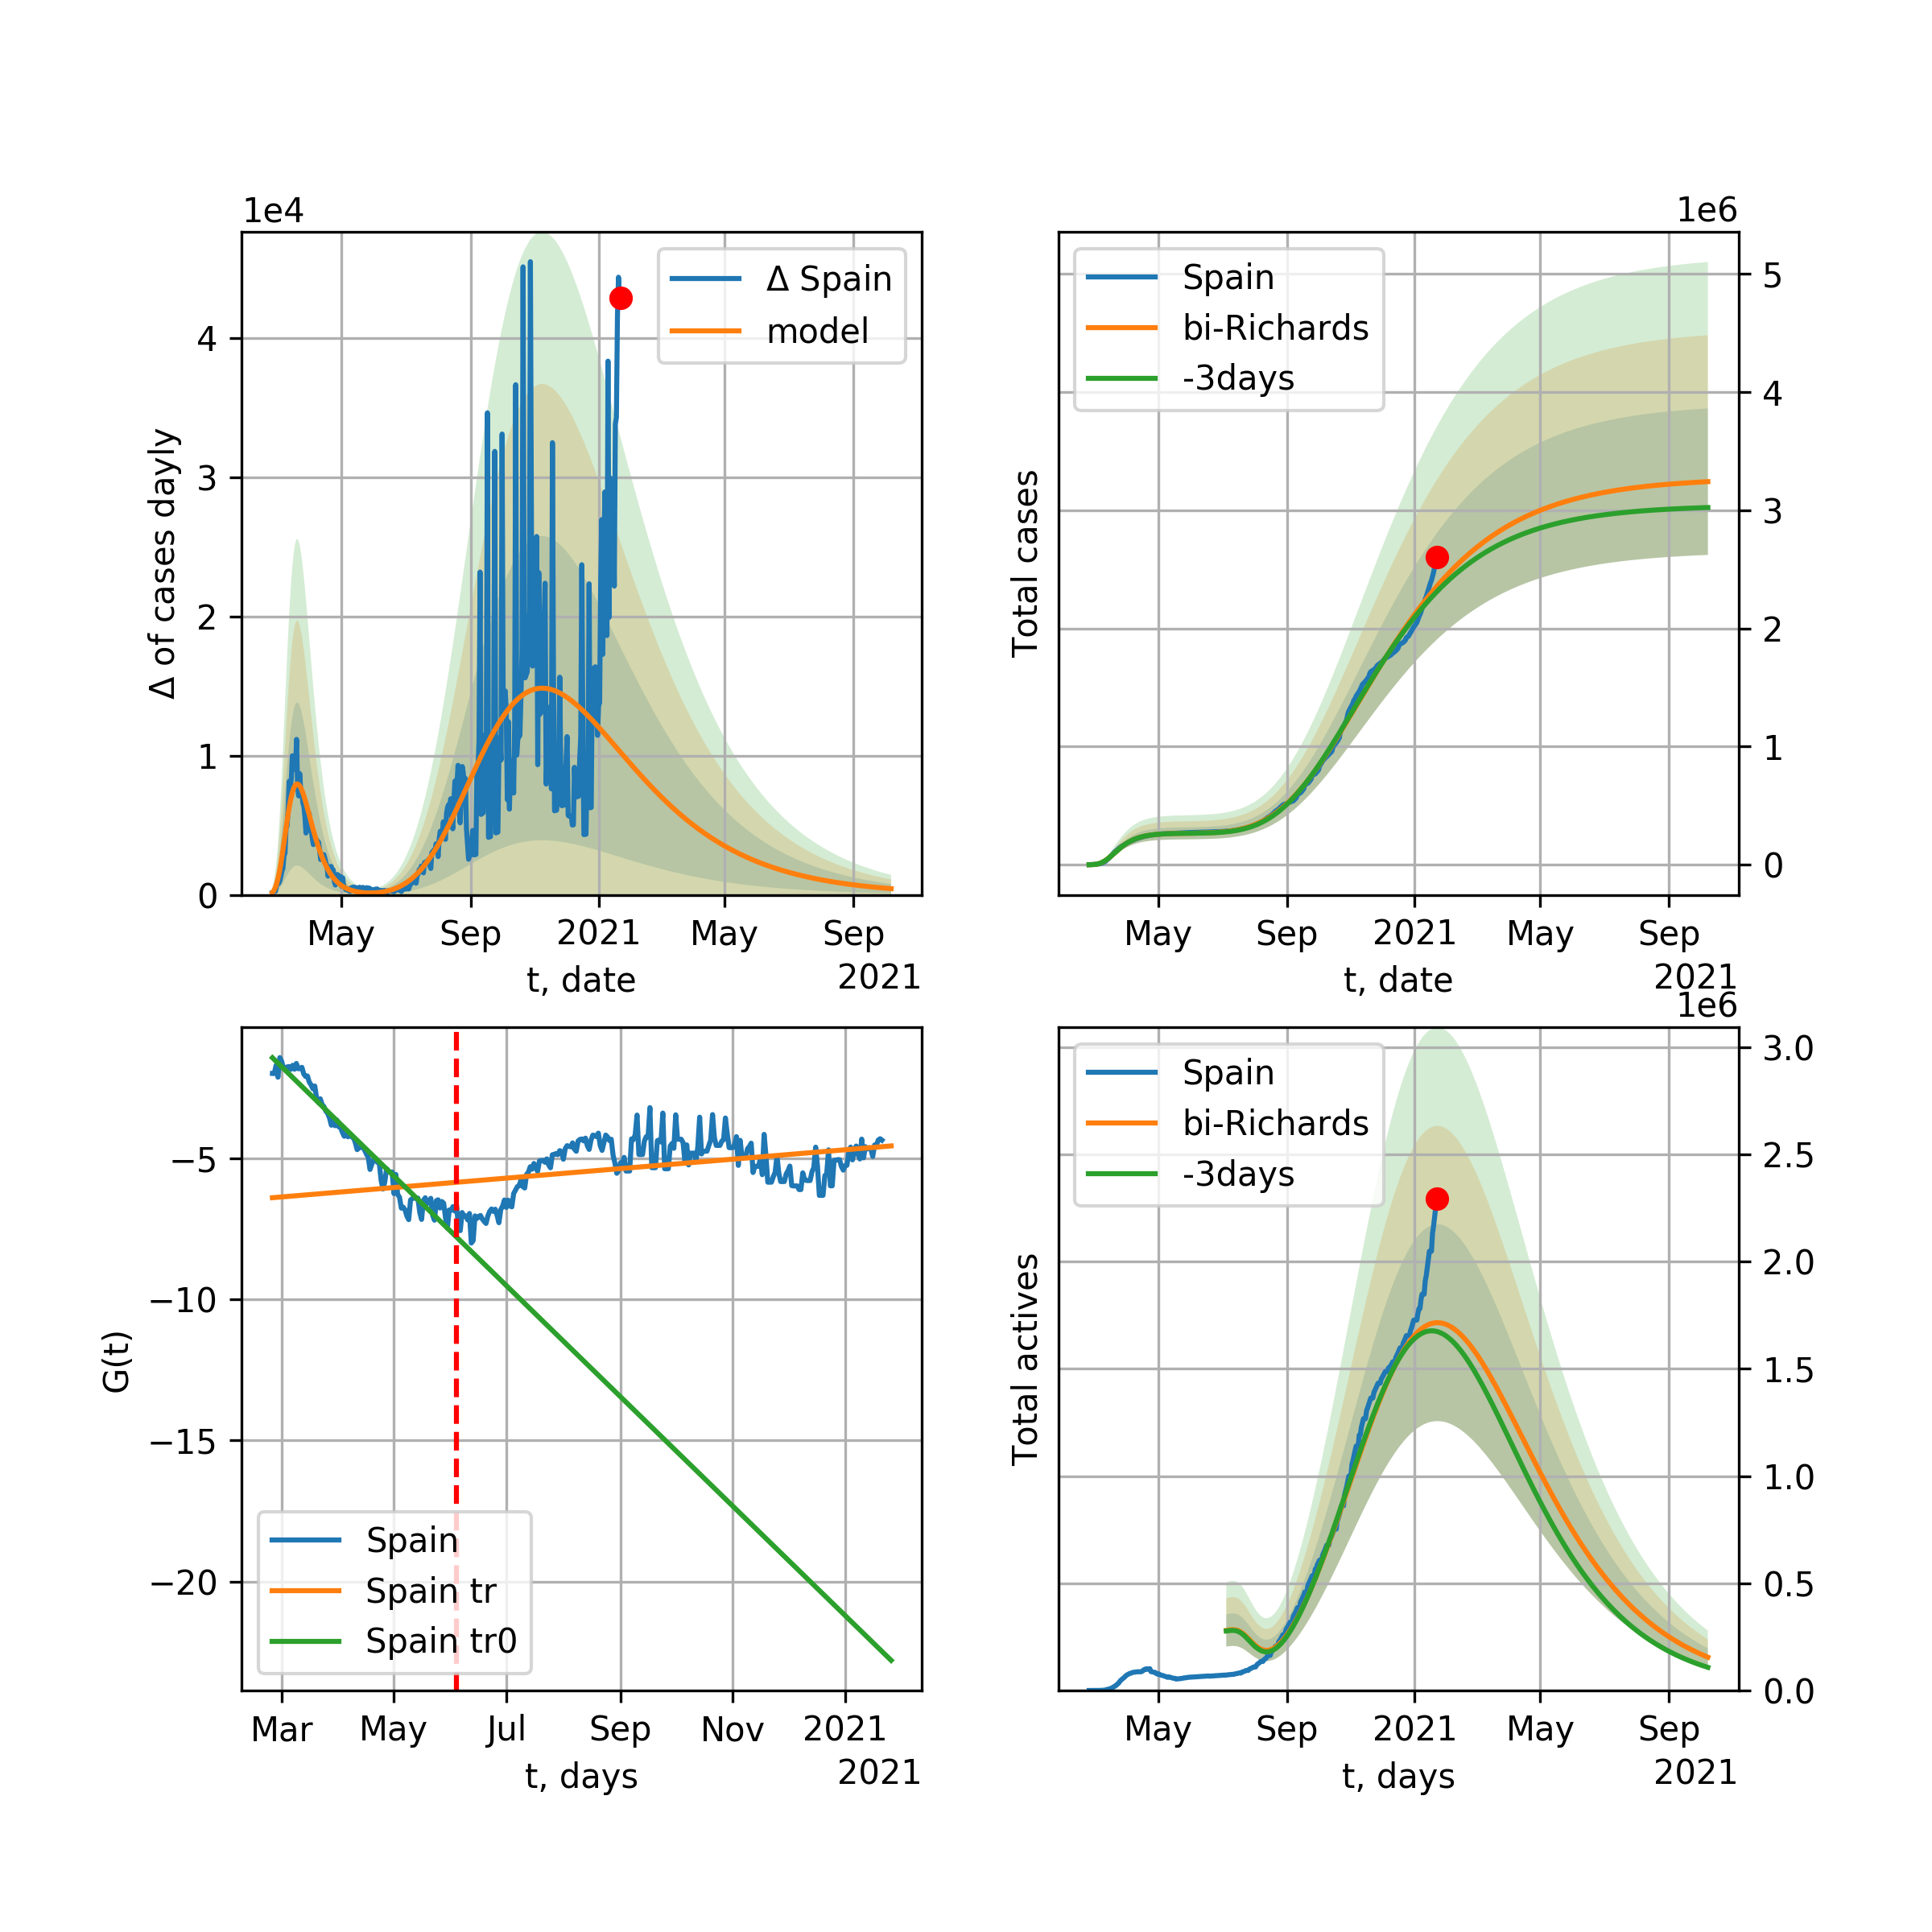 1e4
Δ of cases dayly
4
3
2
1
0
Δ Spain
model
May Sep 2021 May Sep
t, date
2021
1e6
Total cases
Spain
bi-Richards
-3days
5
4
3
2
1
0
May Sep 2021 May Sep
t, date
2021
G(t)
−5
−10
−15
−20
Spain
Spain tr
Spain tr0
Mar May Jul Sep Nov 2021
t, days
2021
1e6
Total actives
Spain
bi-Richards
-3days
3.0
2.5
2.0
1.5
1.0
0.5
0.0
May Sep 2021 May Sep
t, days
2021